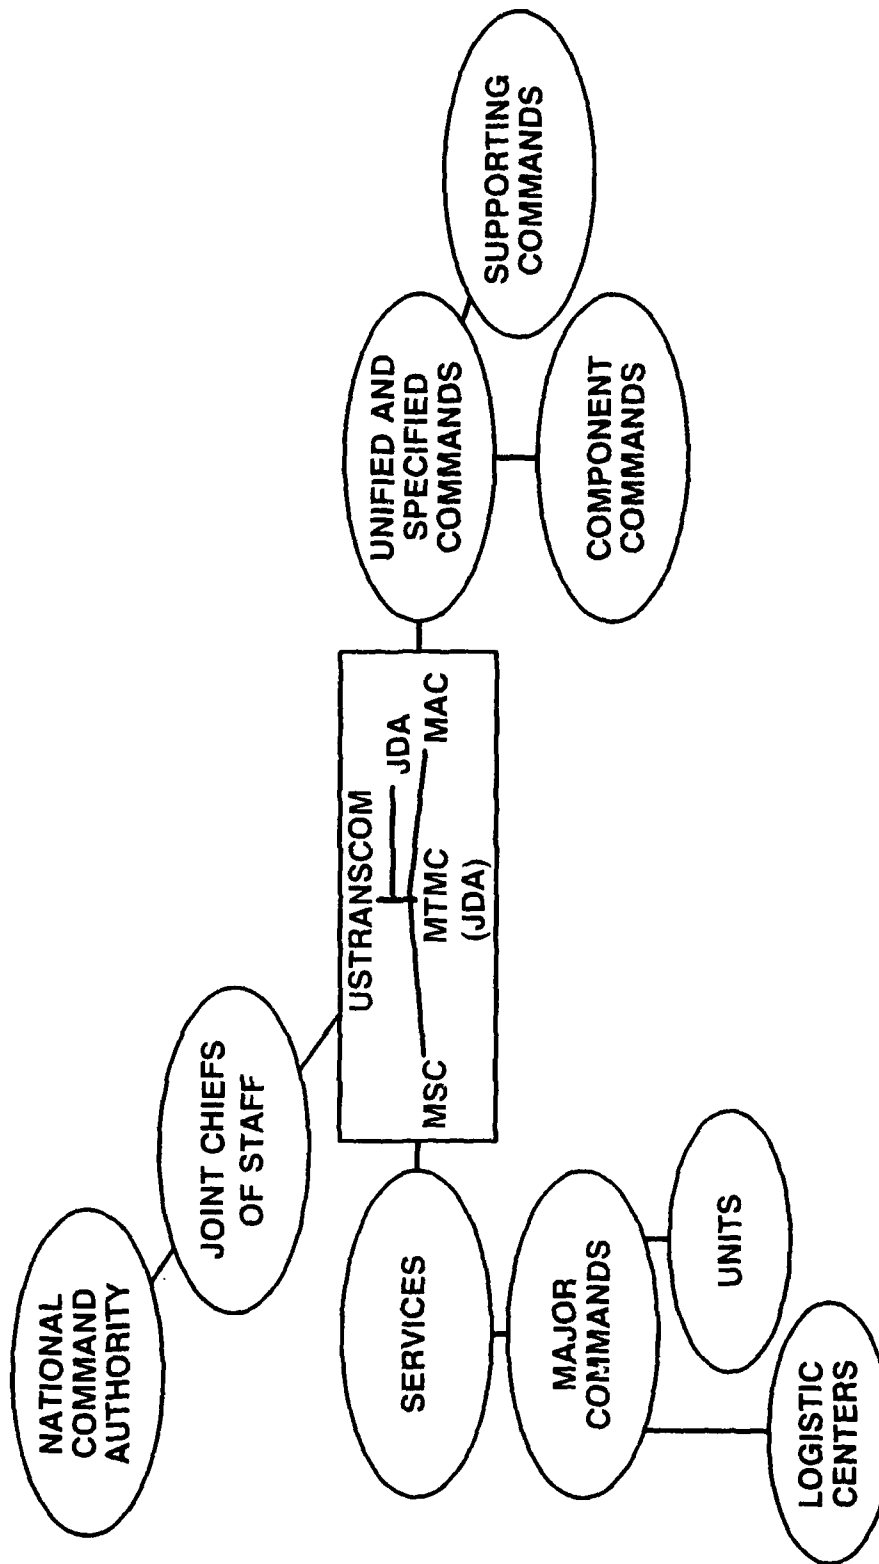 NATIONAL
COMMAND
AUTHORITY
JOINT CHIEFS
OF STAFF
USTRANSCOM
JDA
MSC
MTMC
(JDA)
MAC
SERVICES
UNIFIED AND
SPECIFIED
COMMANDS
MAJOR
COMMANDS
COMPONENT
COMMANDS
SUPPORTING
COMMANDS
UNITS
LOGISTIC
CENTERS